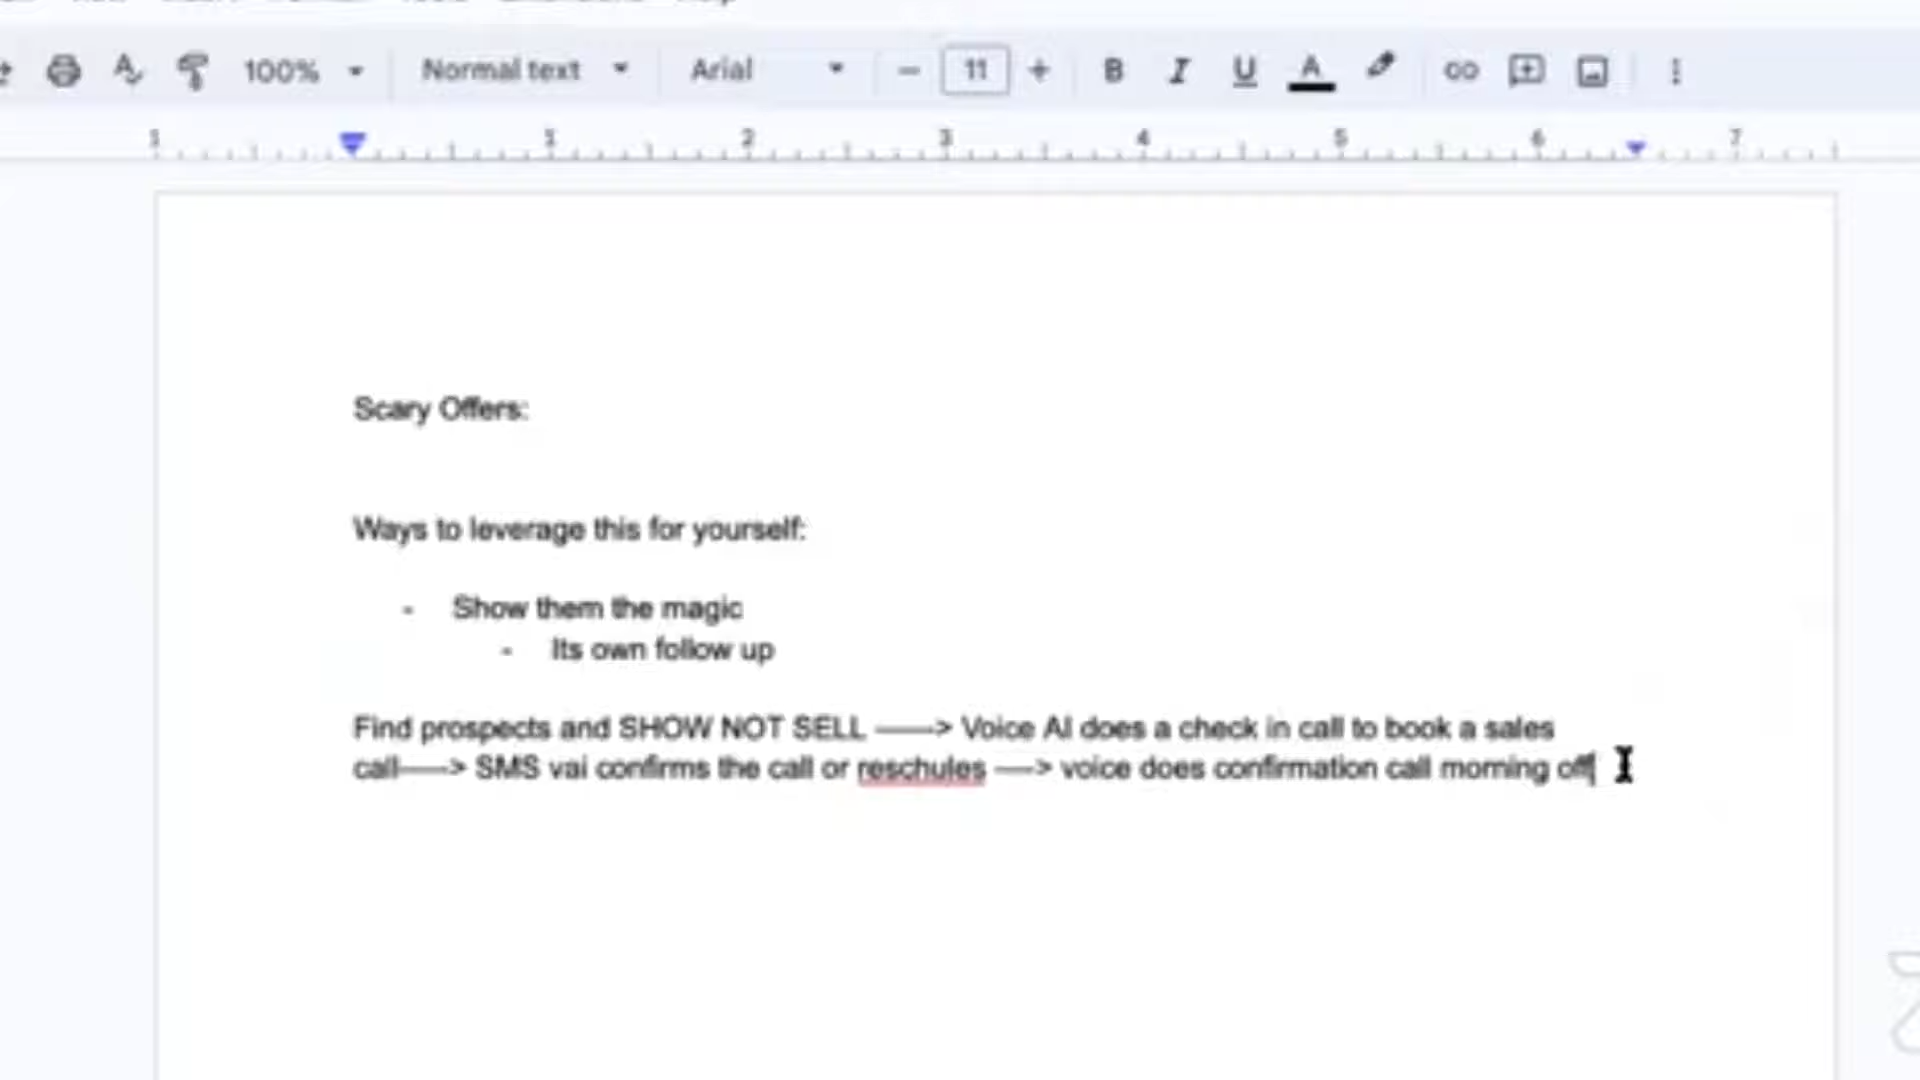 100% Normal text Arial - 11 + B I U A
1 1 2 3 4 5 6 7
Scary Offers:
Ways to leverage this for yourself:
- Show them the magic
- Its own follow up
Find prospects and SHOW NOT SELL ——> Voice AI does a check in call to book a sales
call——> SMS vai confirms the call or reschules —–> voice does confirmation call morning off